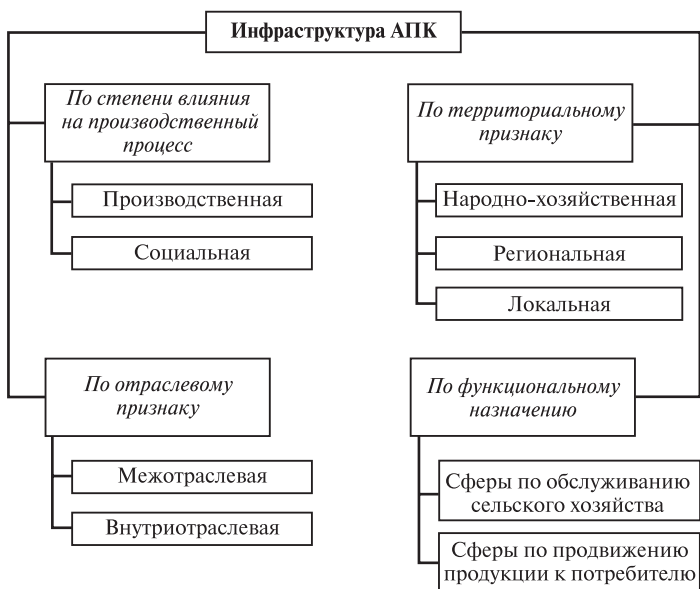 Инфраструктура АПК
По степени влияния
на производственный
процесс
Производственная
Социальная
По территориальному
признаку
Народно-хозяйственная
Региональная
Локальная
По отраслевому
признаку
Межотраслевая
Внутриотраслевая
По функциональному
назначению
Сферы по обслуживанию
сельского хозяйства
Сферы по продвижению
продукции к потребителю